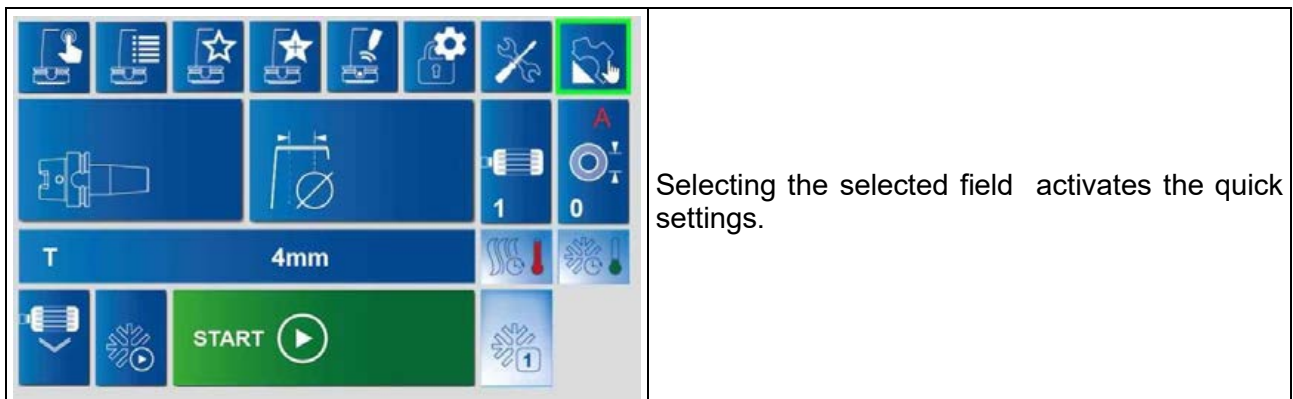 A
1
0
T 4mm
START
1
Selecting the selected field activates the quick
settings.